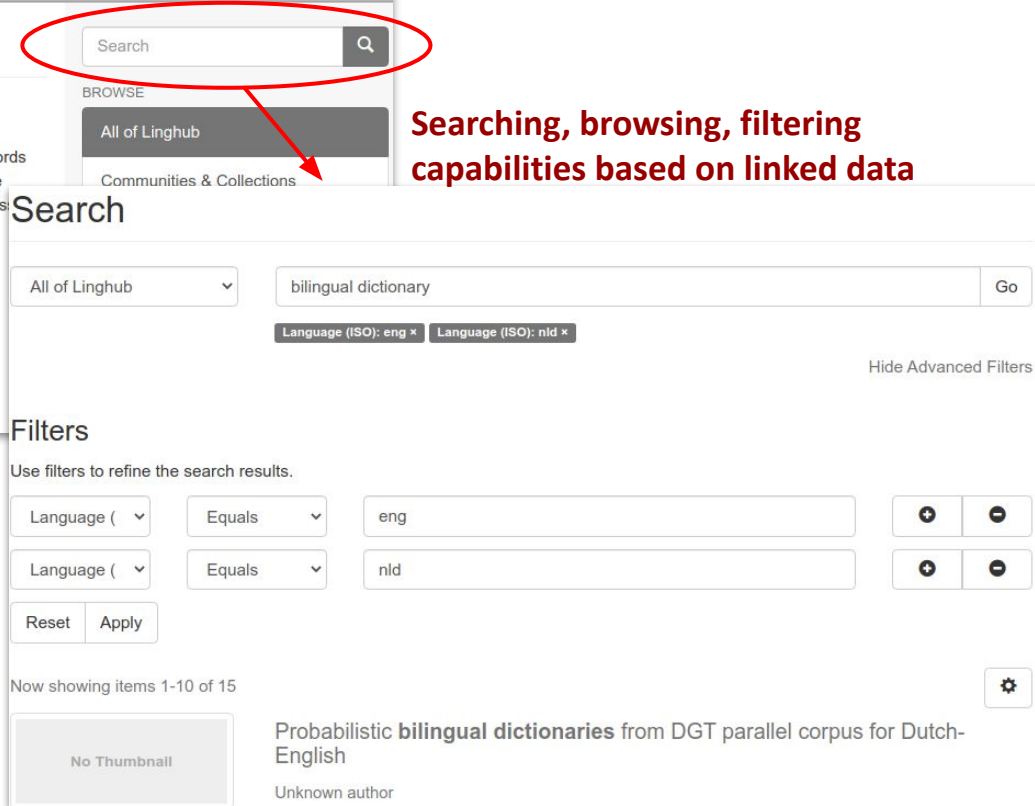 Search
BROWSE
All of Linghub
Communities & Collections
Searching, browsing, filtering
capabilities based on linked data
Search
All of Linghub
bilingual dictionary
Go
Language (ISO): eng × Language (ISO): nld ×
Hide Advanced Filters
Filters
Use filters to refine the search results.
Language ( Equals eng
Language ( Equals nld
Reset Apply
Now showing items 1-10 of 15
No Thumbnail
Probabilistic bilingual dictionaries from DGT parallel corpus for Dutch-
English
Unknown author